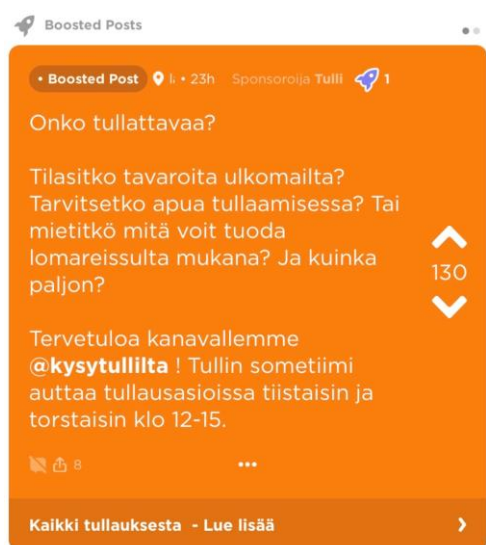 Boosted Posts
• Boosted Post • 23h Sponsoroija Tulli 1
Onko tullattavaa?
Tilasitko tavaroita ulkomailta?
Tarvitsetko apua tullaamisessa? Tai
mietitkö mitä voit tuoda
lomareissulta mukana? Ja kuinka
paljon?
130
Tervetuloa kanavallemme
@kysytullilta ! Tullin sometiimi
auttaa tullausasioissa tiistaisin ja
torstaisin klo 12-15.
8
Kaikki tullauksesta - Lue lisää